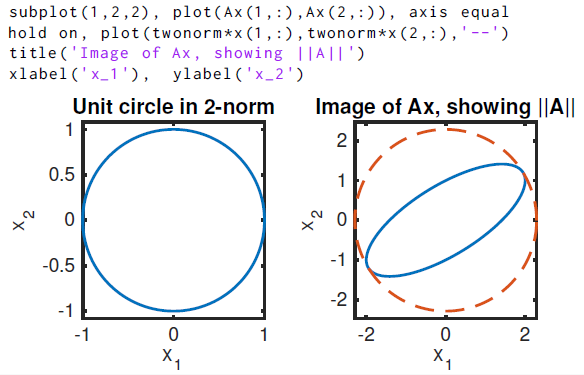 subplot(1,2,2), plot(Ax(1,:),Ax(2,:)), axis equal
hold on, plot(twonorm*x(1,:),twonorm*x(2,:),'--')
title('Image of Ax, showing ||A||')
xlabel('x_1'), ylabel('x_2')
Unit circle in 2-norm
1
0.5
0
-0.5
-1
x2
-1 0 1
x1
Image of Ax, showing ||A||
2
1
0
-1
-2
x2
-2 0 2
x1